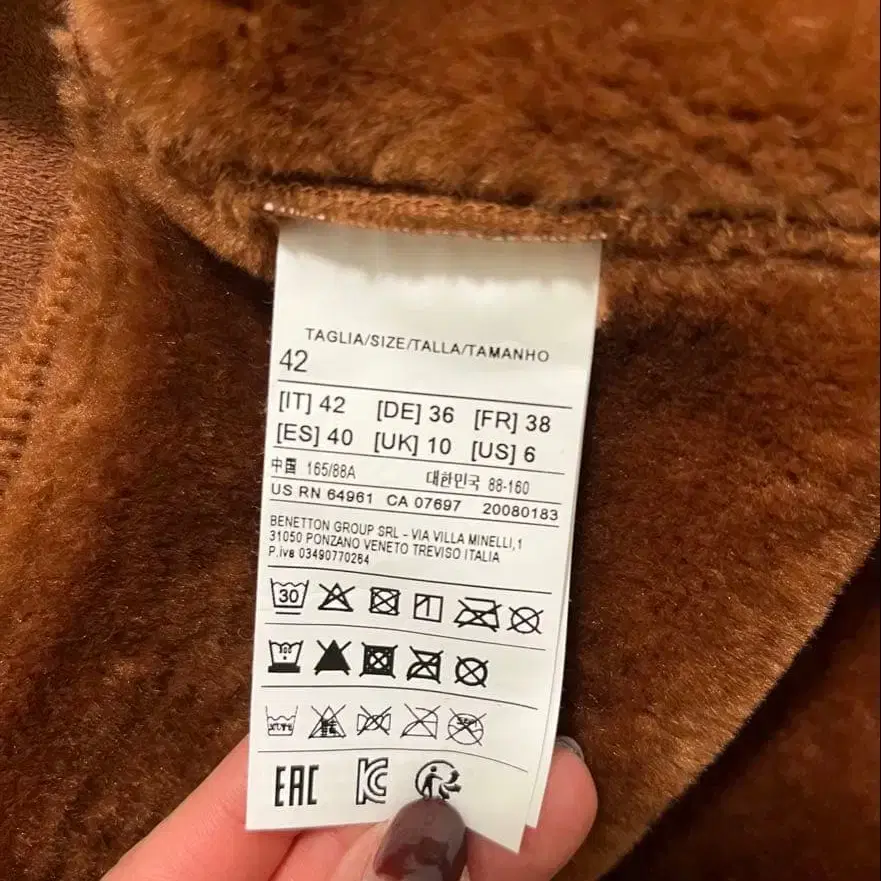 TAGLIA/SIZE/TALLA/TAMANHO
42
[IT] 42 [DE] 36 [FR] 38
[ES] 40 [UK] 10 [US] 6
中国 165/88A 대한민국 88-160
US RN 64961 CA 07697 20080183
BENETTON GROUP SRL - VIA VILLA MINELLI,1
31050 PONZANO VENETO TREVISO ITALIA
P.iva 03490770264
30
EAC